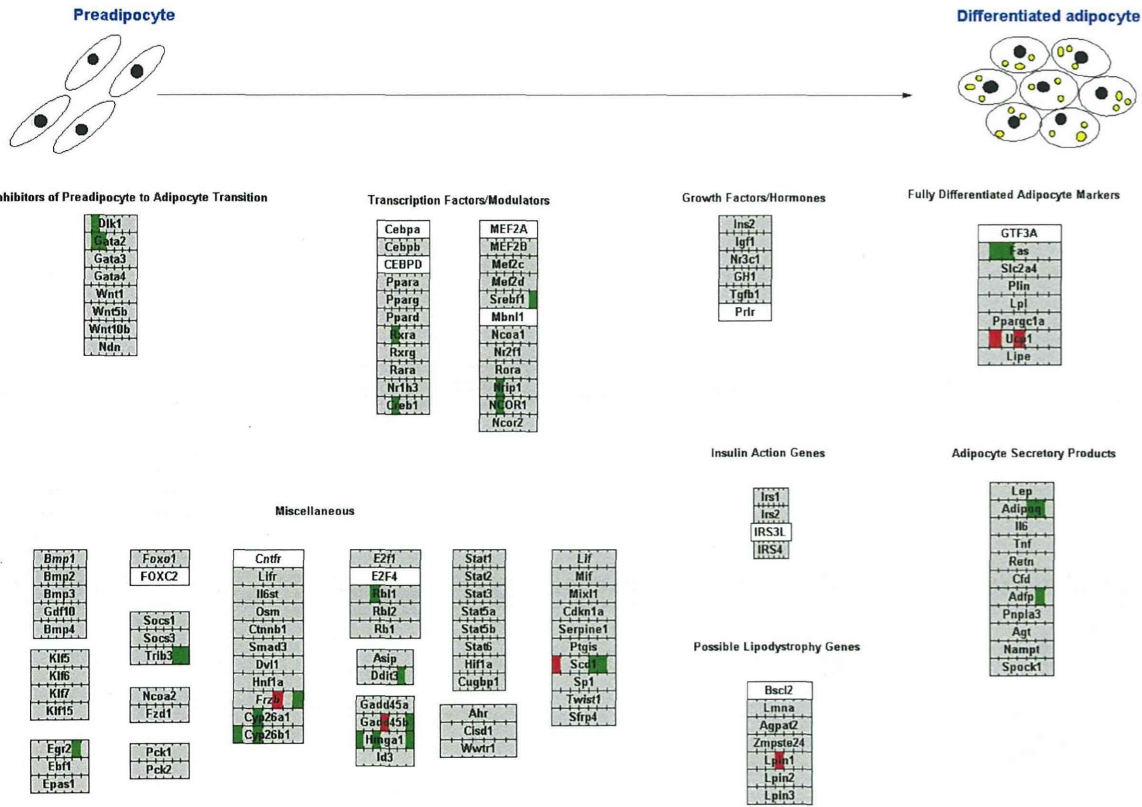 Preadipocyte
Differentiated adipocyte
nhibitors of Preadipocyte to Adipocyte Transition
Dlk1
Gata2
Gata3
Gata4
Wnt1
Wnt5b
Wnt10b
Ndn
Transcription Factors/Modulators
Cebpa
Cebpb
CEBPD
Ppara
Pparg
Ppard
Rxra
Rxrg
Rara
Nr1h3
Creb1
MEF2A
MEF2B
Mef2c
Mef2d
Srebf1
Mbnl1
Ncoa1
Nr2f1
Rora
Nrip1
NCOR1
Ncor2
Growth Factors/Hormones
Ins2
Igf1
Nr3c1
GH1
Tgfb1
Prlr
Fully Differentiated Adipocyte Markers
GTF3A
Fas
Slc2a4
Plin
Lpl
Ppargc1a
Ucp1
Lipe
Insulin Action Genes
Irs1
Irs2
IRS3L
IRS4
Adipocyte Secretory Products
Lep
Adipoq
Il6
Tnf
Retn
Cfd
Adfp
Pnpla3
Agt
Nampt
Spock1
Miscellaneous
Bmp1
Bmp2
Bmp3
Gdf10
Bmp4
Klf5
Klf6
Klf7
Klf15
Egr2
Ebf1
Epas1
Foxo1
FOXC2
Socs1
Socs3
Trib3
Ncoa2
Fzd1
Pck1
Pck2
Cntfr
Lifr
Il6st
Osm
Ctnnb1
Smad3
Dvl1
Hnf1a
Frzb
Cyp26a1
Cyp26b1
E2f1
E2F4
Rbl1
Rbl2
Rb1
Asip
Ddit3
Gadd45a
Gadd45b
Hmga1
Id3
Stat1
Stat2
Stat3
Stat5a
Stat5b
Stat6
Hif1a
Cugbp1
Ahr
Cisd1
Wwtr1
Lif
Mif
Mixl1
Cdkn1a
Serpine1
Ptgis
Scd1
Sp1
Twist1
Sfrp4
Possible Lipodystrophy Genes
Bscl2
Lmna
Agpat2
Zmpste24
Lpin1
Lpin2
Lpin3